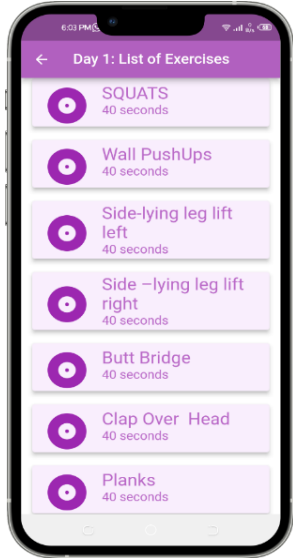 6:03 PM
Day 1: List of Exercises
SQUATS
40 seconds
Wall PushUps
40 seconds
Side-lying leg lift
left
40 seconds
Side –lying leg lift
right
40 seconds
Butt Bridge
40 seconds
Clap Over  Head
40 seconds
Planks
40 seconds